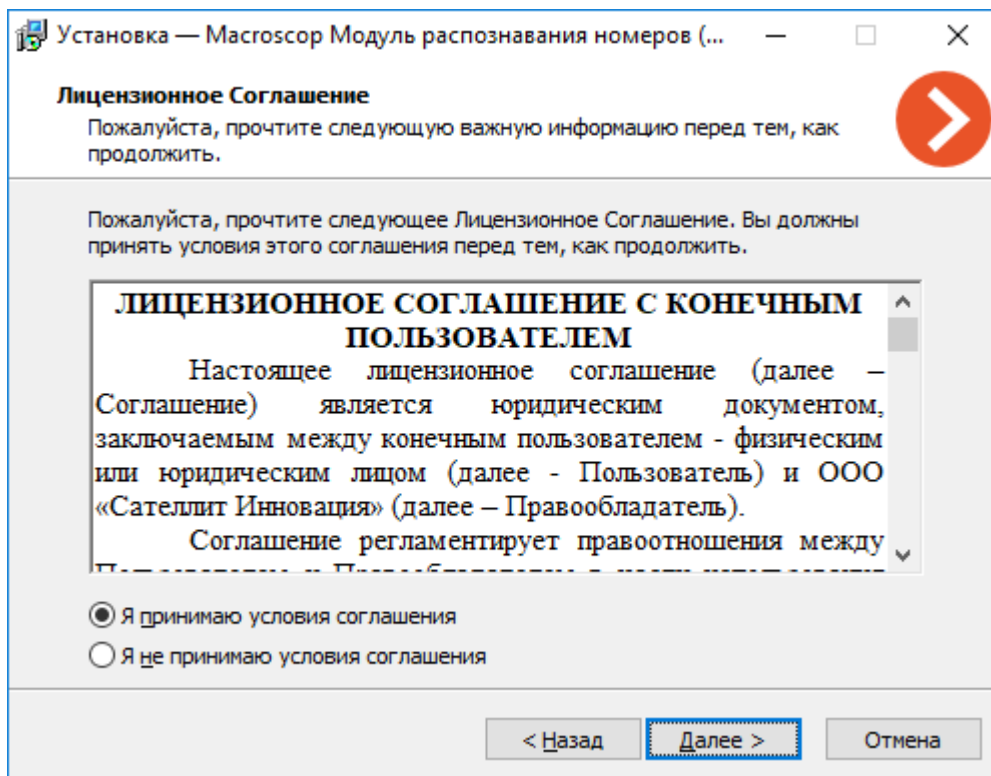 Установка — Macroscop Модуль распознавания номеров (...
Лицензионное Соглашение
Пожалуйста, прочтите следующую важную информацию перед тем, как
продолжить.
Пожалуйста, прочтите следующее Лицензионное Соглашение. Вы должны
принять условия этого соглашения перед тем, как продолжить.
ЛИЦЕНЗИОННОЕ СОГЛАШЕНИЕ С КОНЕЧНЫМ
ПОЛЬЗОВАТЕЛЕМ
Настоящее лицензионное соглашение (далее –
Соглашение) является юридическим документом,
заключаемым между конечным пользователем - физическим
или юридическим лицом (далее - Пользователь) и ООО
«Сателлит Инновация» (далее – Правообладатель).
Соглашение регламентирует правоотношения между
Я принимаю условия соглашения
Я не принимаю условия соглашения
< Назад
Далее >
Отмена